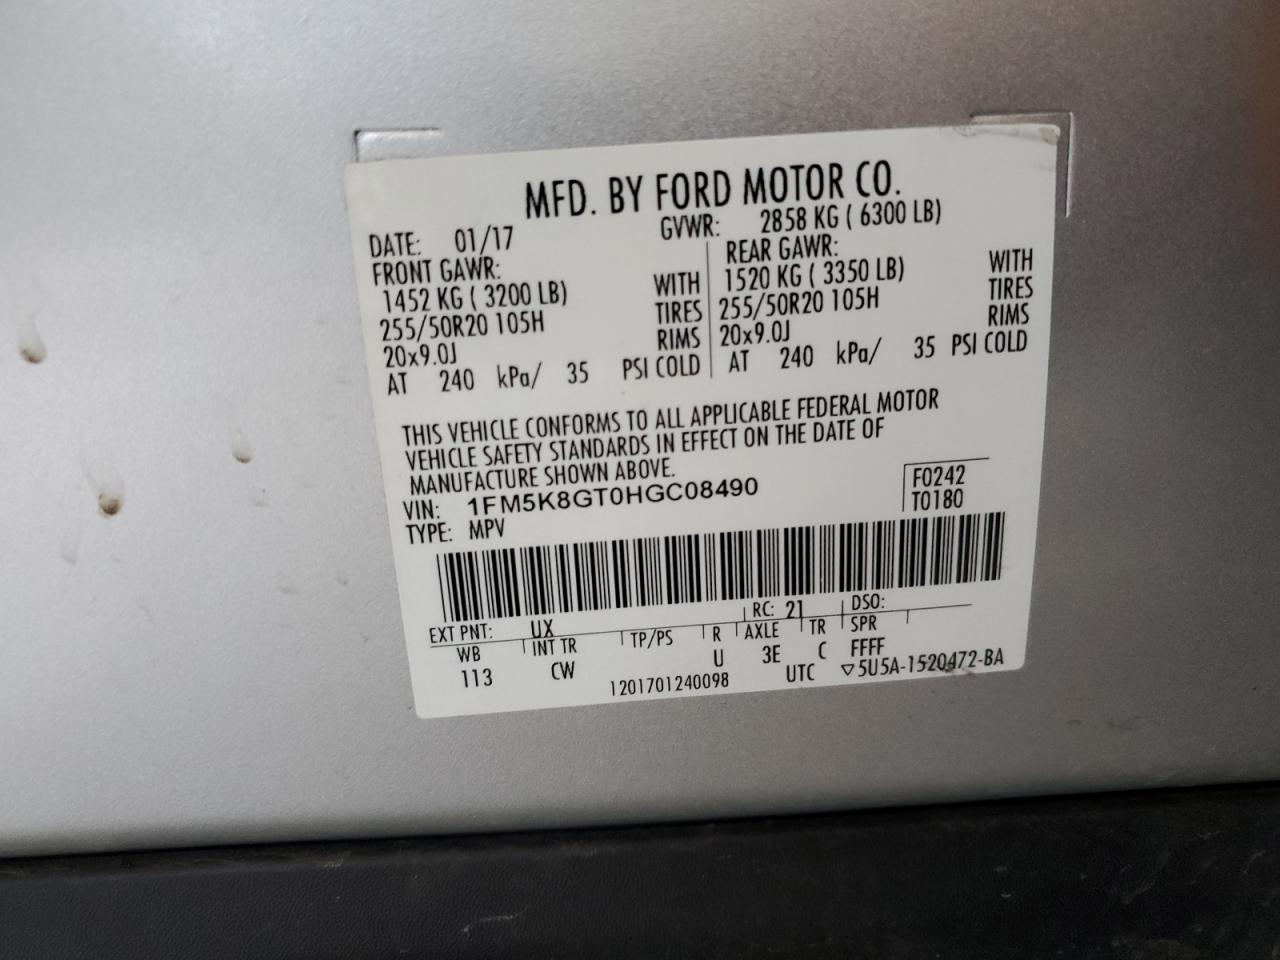 MFD. BY FORD MOTOR CO.
DATE: 01/17 GVWR: 2858 KG ( 6300 LB)
FRONT GAWR: REAR GAWR:
1452 KG ( 3200 LB) WITH 1520 KG ( 3350 LB) WITH
255/50R20 105H TIRES 255/50R20 105H TIRES
20x9.0J RIMS 20x9.0J RIMS
AT 240 kPa/ 35 PSI COLD AT 240 kPa/ 35 PSI COLD
THIS VEHICLE CONFORMS TO ALL APPLICABLE FEDERAL MOTOR
VEHICLE SAFETY STANDARDS IN EFFECT ON THE DATE OF
MANUFACTURE SHOWN ABOVE.
VIN: 1FM5K8GT0HGC08490 F0242
TYPE: MPV T0180
EXT PNT: UX RC: 21 DSO:
WB INT TR TP/PS R AXLE TR SPR
113 CW U 3E C FFFF
1201701240098 UTC ▽5U5A-1520472-BA